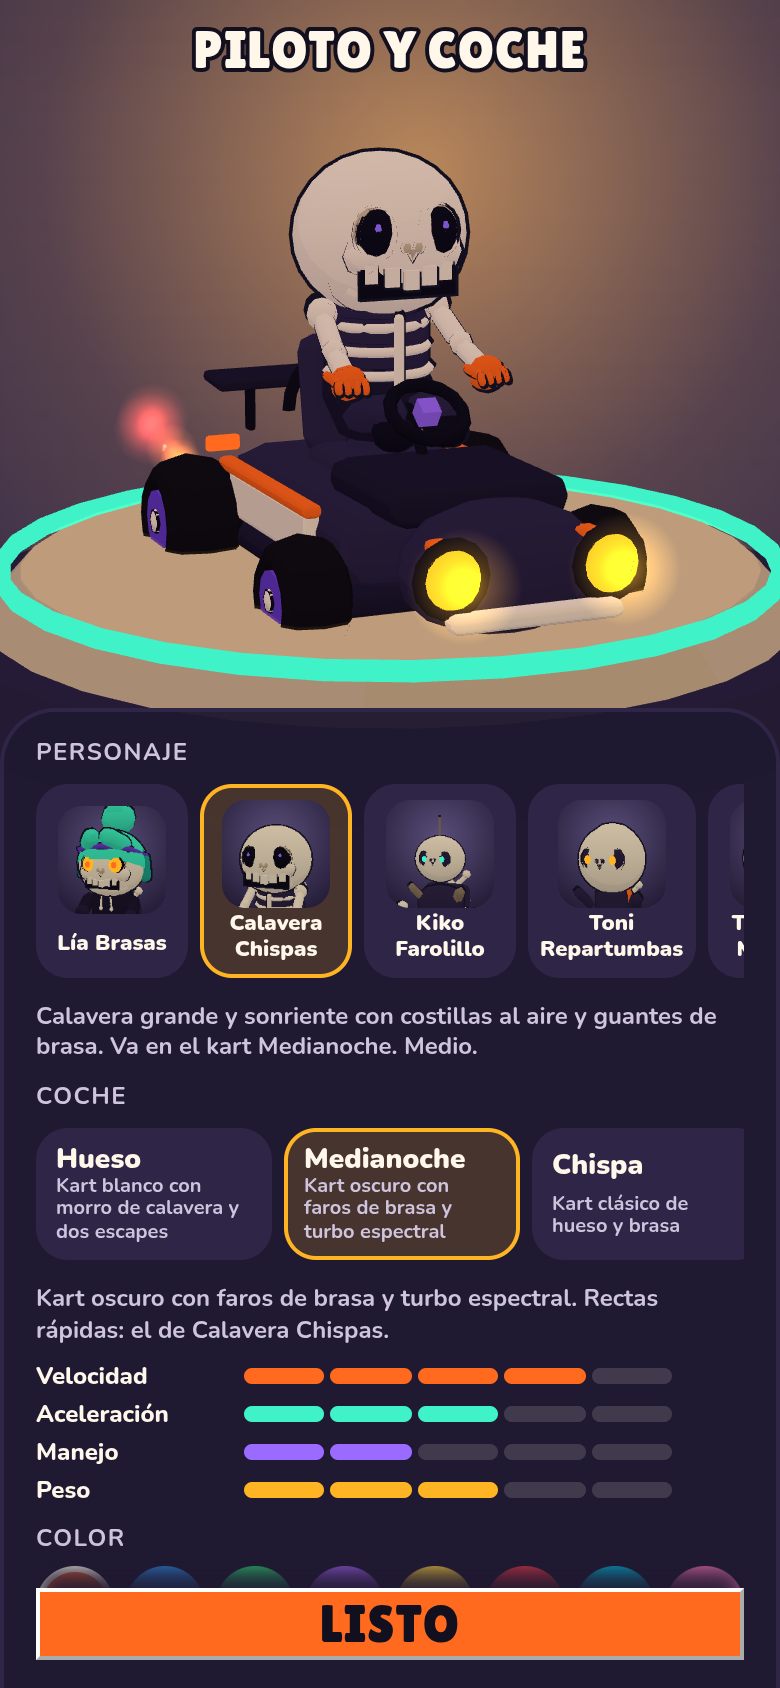 PILOTO Y COCHE
PERSONAJE
Lía Brasas
Calavera
Chispas
Kiko
Farolillo
Toni
Repartumbas
COCHE
Calavera grande y sonriente con costillas al aire y guantes de
brasa. Va en el kart Medianoche. Medio.
Hueso
Kart blanco con
morro de calavera y
dos escapes
Medianoche
Kart oscuro con
faros de brasa y
turbo espectral
Chispa
Kart clásico de
hueso y brasa
Kart oscuro con faros de brasa y turbo espectral. Rectas
rápidas: el de Calavera Chispas.
Velocidad
Aceleración
Manejo
Peso
COLOR
LISTO